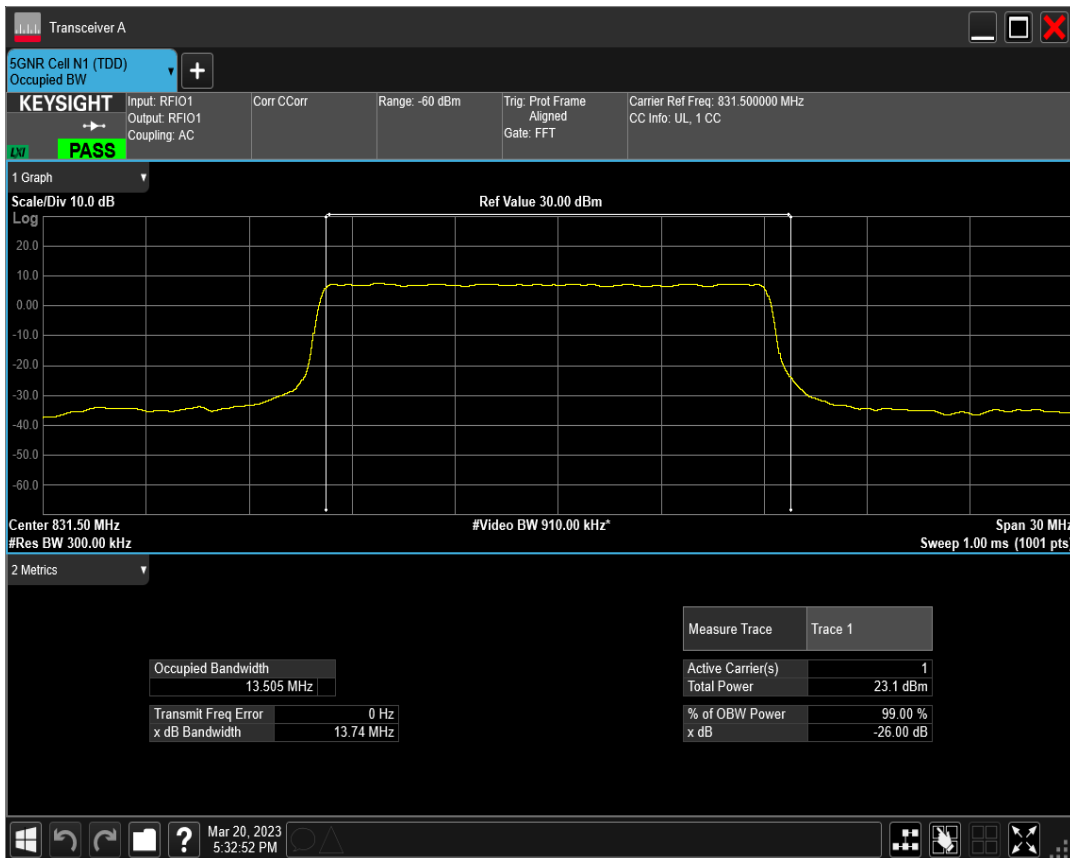 Transceiver A
5GNR Cell N1 (TDD)
Occupied BW
KEYSIGHT
LXI
PASS
Input: RFIO1
Output: RFIO1
Coupling: AC
Corr CCorr
Range: -60 dBm
Trig: Prot Frame
Aligned
Gate: FFT
Carrier Ref Freq: 831.500000 MHz
CC Info: UL, 1 CC
1 Graph
Scale/Div 10.0 dB
Ref Value 30.00 dBm
Log
20.0
10.0
0.00
-10.0
-20.0
-30.0
-40.0
-50.0
-60.0
Center 831.50 MHz
#Video BW 910.00 kHz*
Span 30 MHz
#Res BW 300.00 kHz
Sweep 1.00 ms (1001 pts)
2 Metrics
Measure Trace Trace 1
Occupied Bandwidth
13.505 MHz
Active Carrier(s) 1
Total Power 23.1 dBm
Transmit Freq Error 0 Hz
x dB Bandwidth 13.74 MHz
% of OBW Power 99.00 %
x dB -26.00 dB
?
Mar 20, 2023
5:32:52 PM